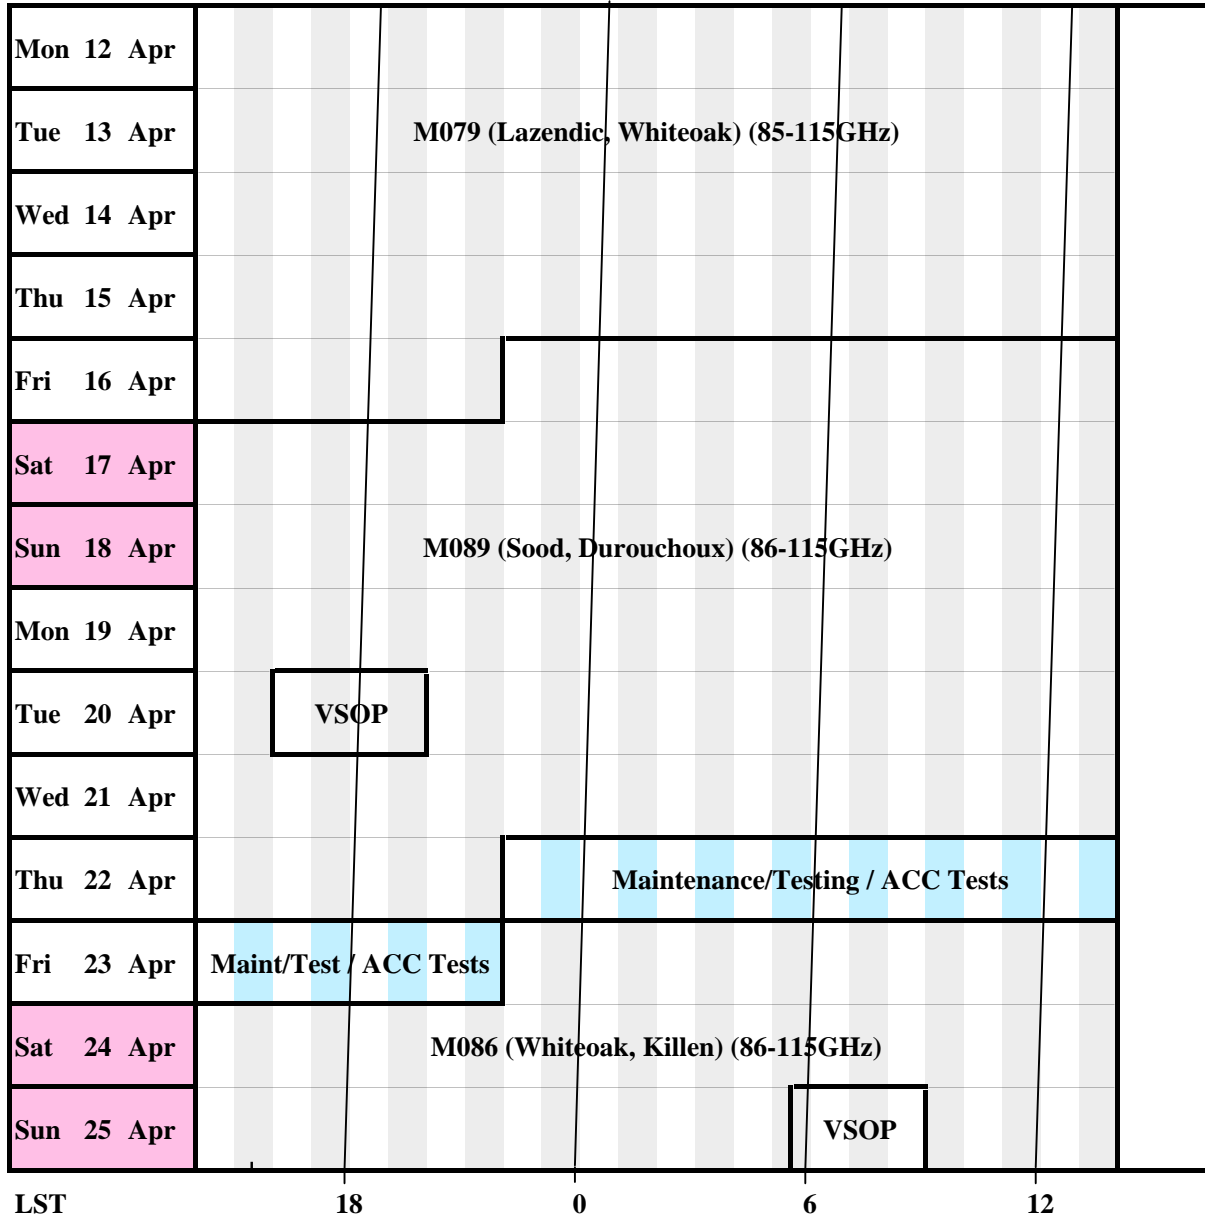 Mon 12 Apr
Tue 13 Apr
M079 (Lazendic, Whiteoak) (85-115GHz)
Wed 14 Apr
Thu 15 Apr
Fri 16 Apr
Sat 17 Apr
Sun 18 Apr
M089 (Sood, Durouchoux) (86-115GHz)
Mon 19 Apr
Tue 20 Apr
VSOP
Wed 21 Apr
Thu 22 Apr
Maintenance/Testing / ACC Tests
Fri 23 Apr
Maint/Test / ACC Tests
Sat 24 Apr
M086 (Whiteoak, Killen) (86-115GHz)
Sun 25 Apr
VSOP
LST 18 0 6 12